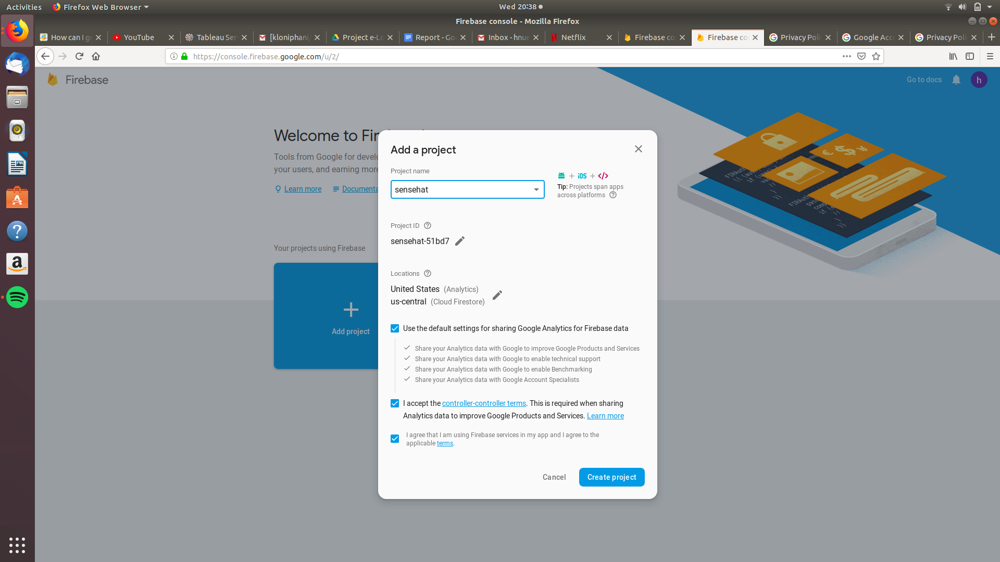 Activities
Firefox Web Browser
Wed 20:38
Firebase console - Mozilla Firefox
How can I ge
YouTube
Tableau Ser
[kloniphani/
Project e-Lo
Report - Goo
Inbox - hnue
Netflix
Firebase co
Firebase con
Privacy Poli
Google Acco
Privacy Poli
https://console.firebase.google.com/u/2/
Firebase
Go to docs
h
Welcome to Fir
Tools from Google for develo
your users, and earning more
Learn more
Documenta
Your projects using Firebase
Add project
Add a project
Project name
sensehat
+ iOS + </>
Tip: Projects span apps
across platforms
Project ID
sensehat-51bd7
Locations
United States (Analytics)
us-central (Cloud Firestore)
Use the default settings for sharing Google Analytics for Firebase data
Share your Analytics data with Google to improve Google Products and Services
Share your Analytics data with Google to enable technical support
Share your Analytics data with Google to enable Benchmarking
Share your Analytics data with Google Account Specialists
I accept the controller-controller terms. This is required when sharing
Analytics data to improve Google Products and Services. Learn more
I agree that I am using Firebase services in my app and I agree to the
applicable terms.
Cancel
Create project